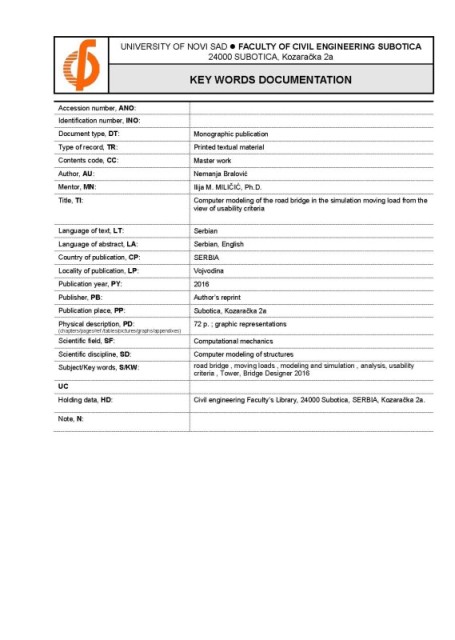 UNIVERSITY OF NOVI SAD ● FACULTY OF CIVIL ENGINEERING SUBOTICA
24000 SUBOTICA, Kozaračka 2a
KEY WORDS DOCUMENTATION
Accession number, ANO:
Identification number, INO:
Document type, DT: Monographic publication
Type of record, TR: Printed textual material
Contents code, CC: Master work
Author, AU: Nemanja Bralović
Mentor, MN: Ilija M. MILIČIĆ, Ph.D.
Title, TI: Computer modeling of the road bridge in the simulation moving load from the
view of usability criteria
Language of text, LT: Serbian
Language of abstract, LA: Serbian, English
Country of publication, CP: SERBIA
Locality of publication, LP: Vojvodina
Publication year, PY: 2016
Publisher, PB: Author's reprint
Publication place, PP: Subotica, Kozaračka 2a
Physical description, PD: 72 p. ; graphic representations
(chapters/pages/ref./tables/pictures/graphs/appendixes)
Scientific field, SF: Computational mechanics
Scientific discipline, SD: Computer modeling of structures
Subject/Key words, S/KW: road bridge , moving loads , modeling and simulation , analysis, usability
criteria , Tower, Bridge Designer 2016
UC
Holding data, HD: Civil engineering Faculty's Library, 24000 Subotica, SERBIA, Kozaračka 2a.
Note, N: